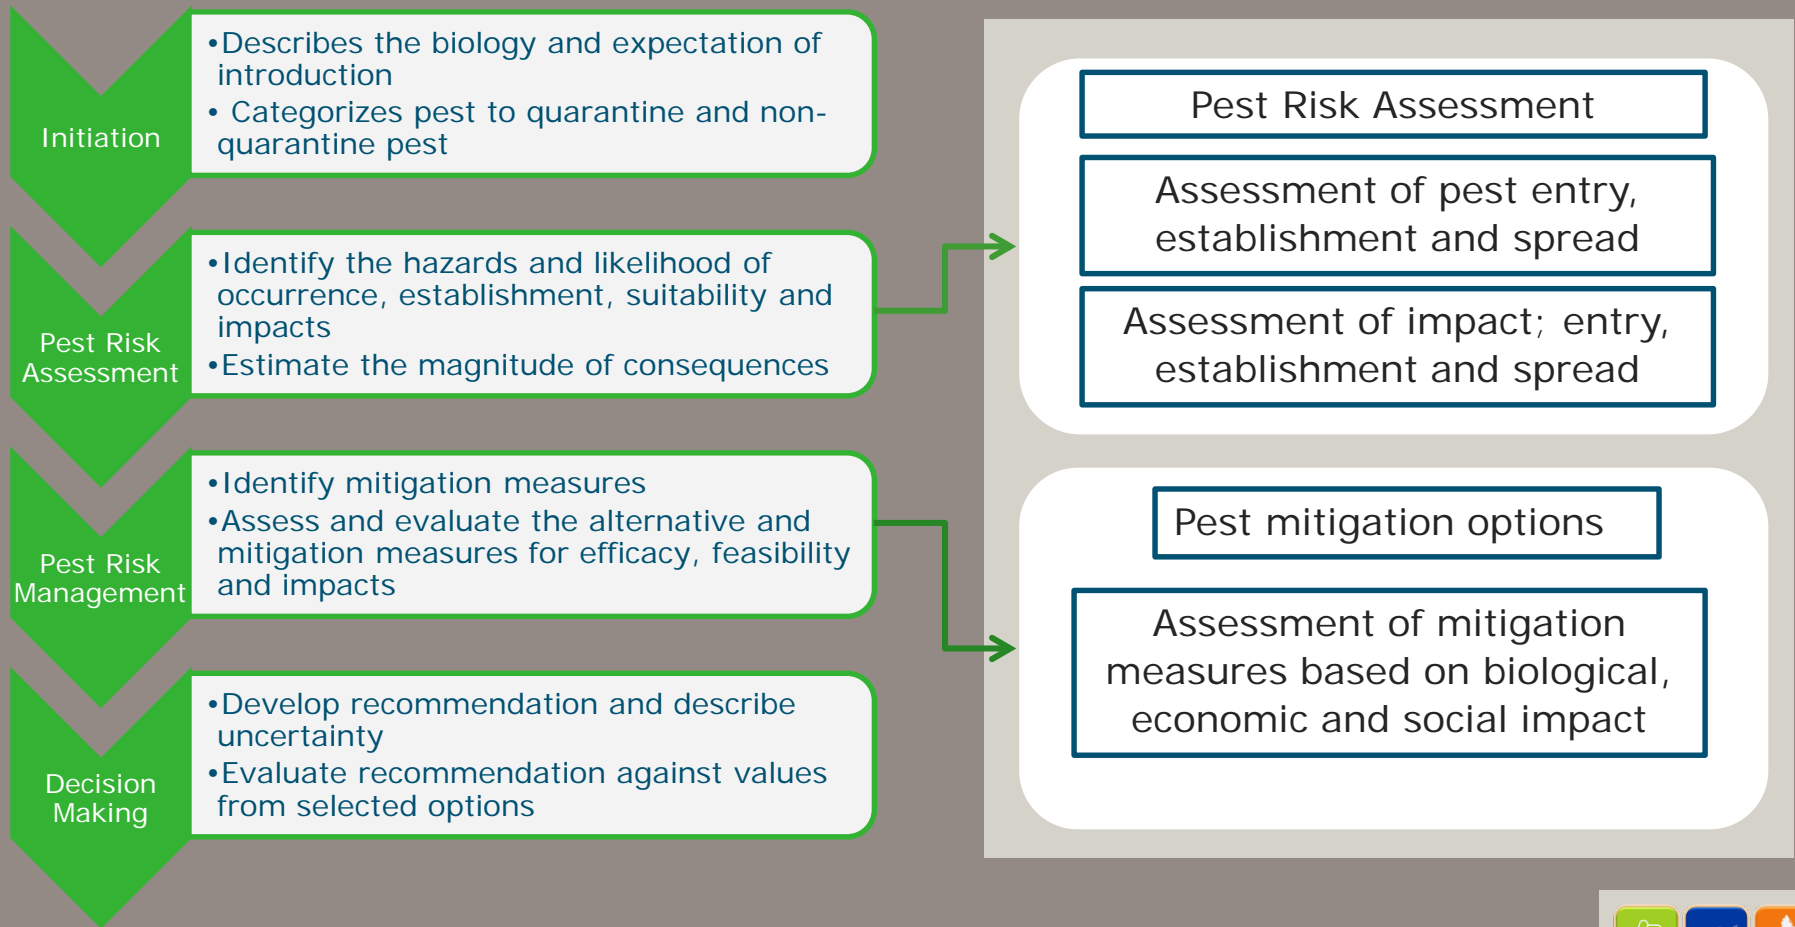 Initiation
•Describes the biology and expectation of
introduction
• Categorizes pest to quarantine and non-
quarantine pest
Pest Risk
Assessment
•Identify the hazards and likelihood of
occurrence, establishment, suitability and
impacts
•Estimate the magnitude of consequences
Pest Risk
Management
•Identify mitigation measures
•Assess and evaluate the alternative and
mitigation measures for efficacy, feasibility
and impacts
Decision
Making
•Develop recommendation and describe
uncertainty
•Evaluate recommendation against values
from selected options
Pest Risk Assessment
Assessment of pest entry,
establishment and spread
Assessment of impact; entry,
establishment and spread
Pest mitigation options
Assessment of mitigation
measures based on biological,
economic and social impact